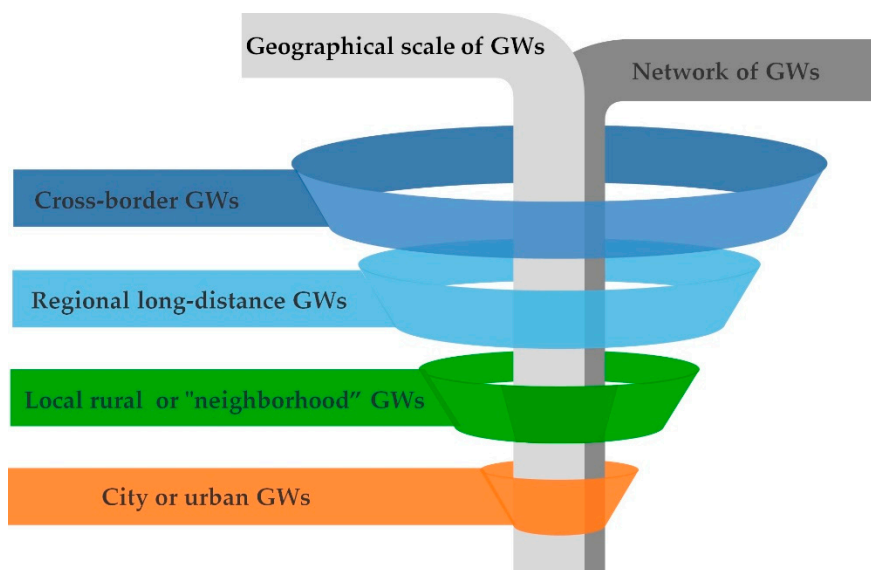 Geographical scale of GWs
Network of GWs
Cross-border GWs
Regional long-distance GWs
Local rural or "neighborhood” GWs
City or urban GWs